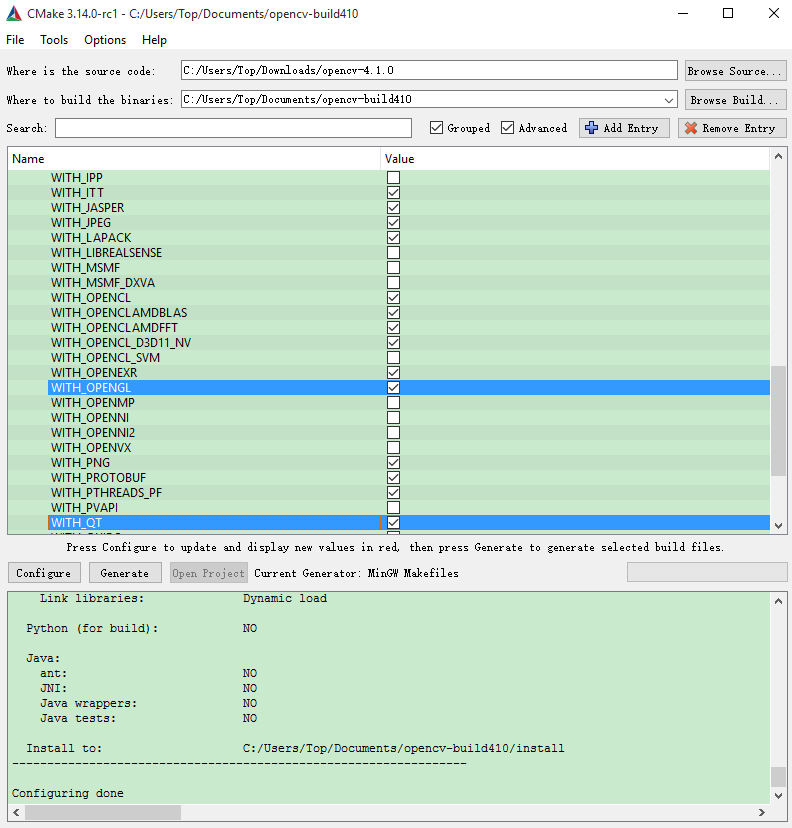 CMake 3.14.0-rc1 - C:/Users/Top/Documents/opencv-build410
File Tools Options Help
Where is the source code: C:/Users/Top/Downloads/opencv-4.1.0 Browse Source...
Where to build the binaries: C:/Users/Top/Documents/opencv-build410 Browse Build...
Search: Grouped Advanced Add Entry Remove Entry
Name Value
WITH_IPP
WITH_ITT
WITH_JASPER
WITH_JPEG
WITH_LAPACK
WITH_LIBREALSENSE
WITH_MSMF
WITH_MSMF_DXVA
WITH_OPENCL
WITH_OPENCLAMDBLAS
WITH_OPENCLAMDFFT
WITH_OPENCL_D3D11_NV
WITH_OPENCL_SVM
WITH_OPENEXR
WITH_OPENGL
WITH_OPENMP
WITH_OPENNI
WITH_OPENNI2
WITH_OPENVX
WITH_PNG
WITH_PROTOBUF
WITH_PTHREADS_PF
WITH_PVAPI
WITH_QT
Press Configure to update and display new values in red, then press Generate to generate selected build files.
Configure Generate Open Project Current Generator: MinGW Makefiles
Link libraries: Dynamic load
Python (for build): NO
Java:
ant: NO
JNI: NO
Java wrappers: NO
Java tests: NO
Install to: C:/Users/Top/Documents/opencv-build410/install
-----------------------------------------------------------------
Configuring done